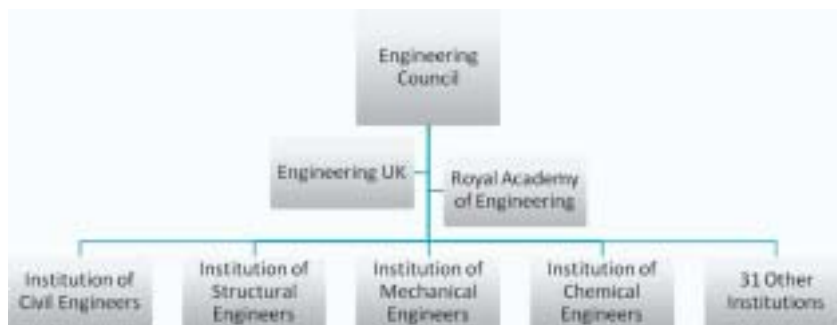 Engineering
Council
Engineering UK
Royal Academy
of Engineering
Institution of
Civil Engineers
Institution of
Structural
Engineers
Institution of
Mechanical
Engineers
Institution of
Chemical
Engineers
31 Other
Institutions